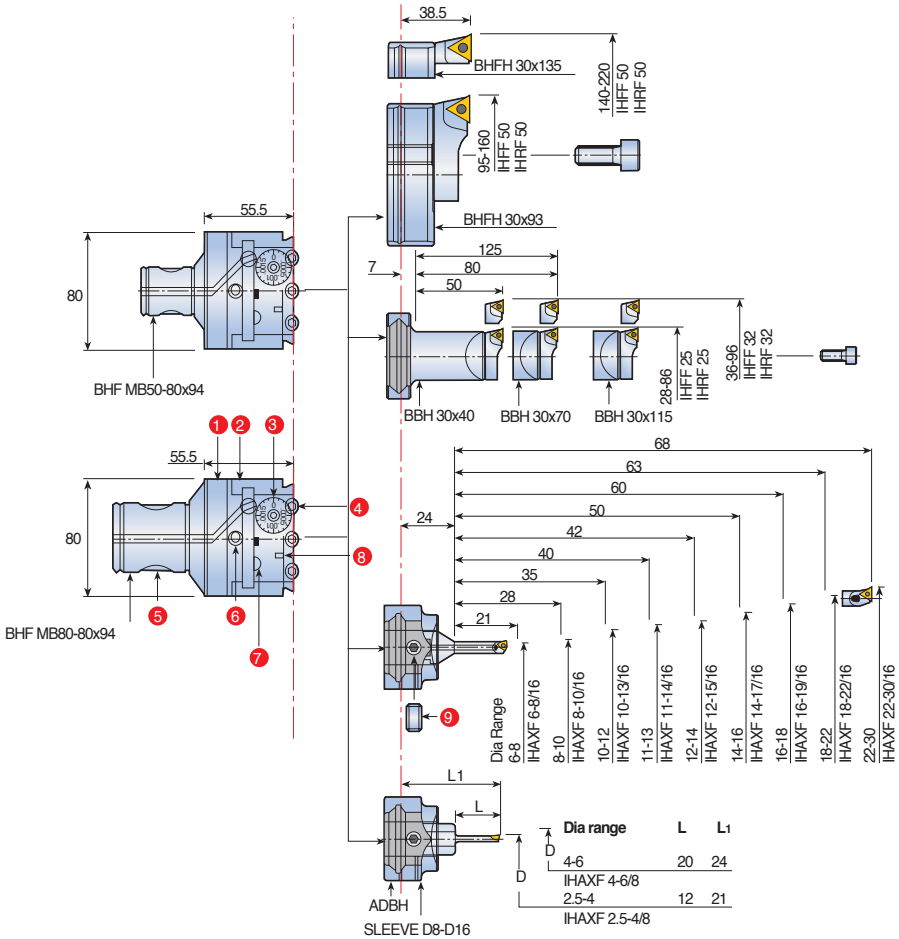 38.5
BHFH 30x135
140-220
IHFF 50
IHRF 50
95-160
IHFF 50
IHRF 50
BHFH 30x93
55.5
80
0
.0015
.0005
.001
BHF MB50-80x94
7
125
80
50
36-96
IHFF 32
IHRF 32
28-86
IHFF 25
IHRF 25
BBH 30x40
BBH 30x70
BBH 30x115
1
2
3
55.5
80
0
.0015
.0005
.001
4
8
5
6
7
BHF MB80-80x94
68
63
60
50
24
42
40
35
28
21
9
Dia Range
6-8
IHAXF 6-8/16
8-10
IHAXF 8-10/16
10-12
IHAXF 10-13/16
11-13
IHAXF 11-14/16
12-14
IHAXF 12-15/16
14-16
IHAXF 14-17/16
16-18
IHAXF 16-19/16
18-22
IHAXF 18-22/16
22-30
IHAXF 22-30/16
L1
L
D
D
Dia range L L1
4-6 20 24
IHAXF 4-6/8
2.5-4 12 21
IHAXF 2.5-4/8
ADBH
SLEEVE D8-D16